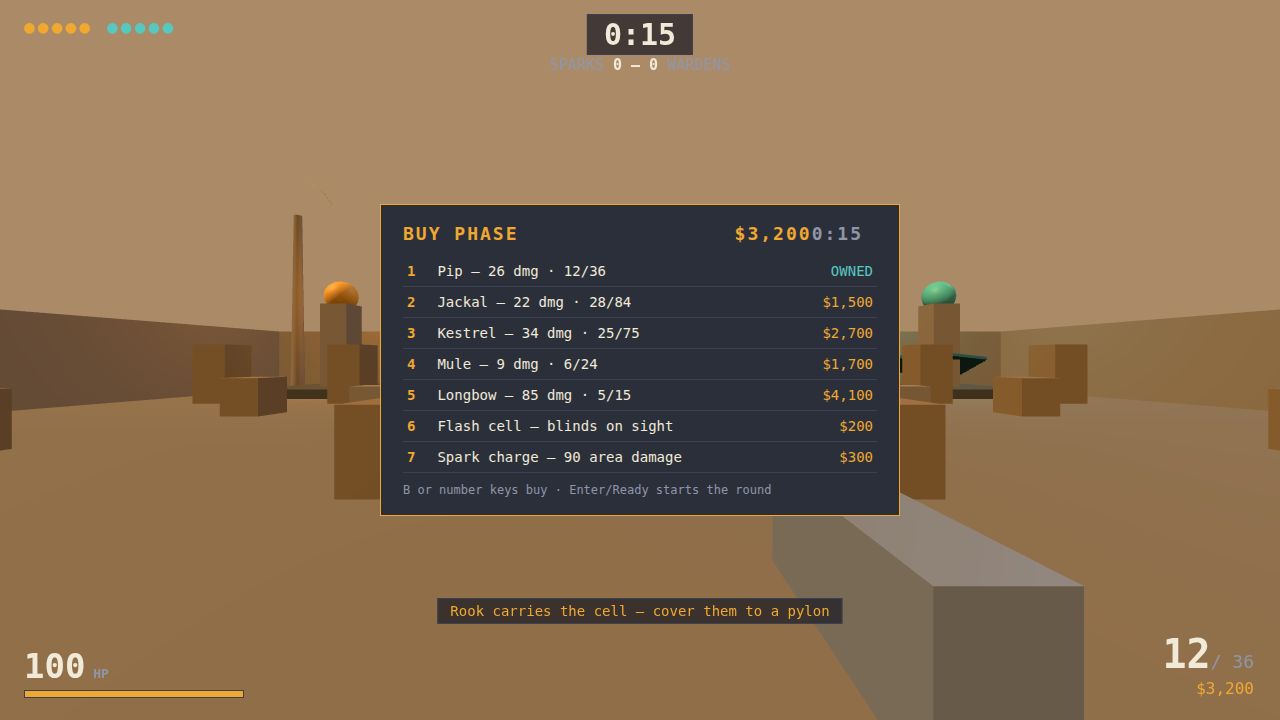 0:15
SPARKS 0 — 0 WARDENS
BUY PHASE $3,200 0:15
1 Pip — 26 dmg · 12/36 OWNED
2 Jackal — 22 dmg · 28/84 $1,500
3 Kestrel — 34 dmg · 25/75 $2,700
4 Mule — 9 dmg · 6/24 $1,700
5 Longbow — 85 dmg · 5/15 $4,100
6 Flash cell — blinds on sight $200
7 Spark charge — 90 area damage $300
B or number keys buy · Enter/Ready starts the round
Rook carries the cell — cover them to a pylon
100 HP
12 / 36
$3,200